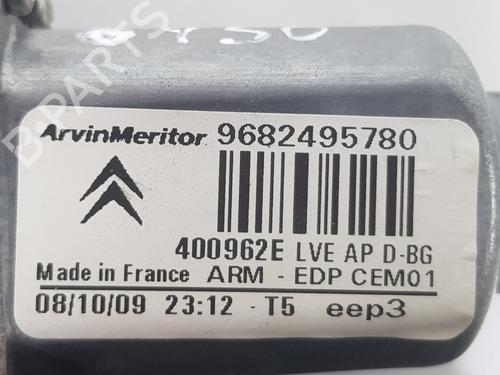 ArvinMeritor 9682495780
400962E LVE AP D-BG
Made in France ARM - EDP CEM01
08/10/09 23:12 - T5 eep3
B-PARTS